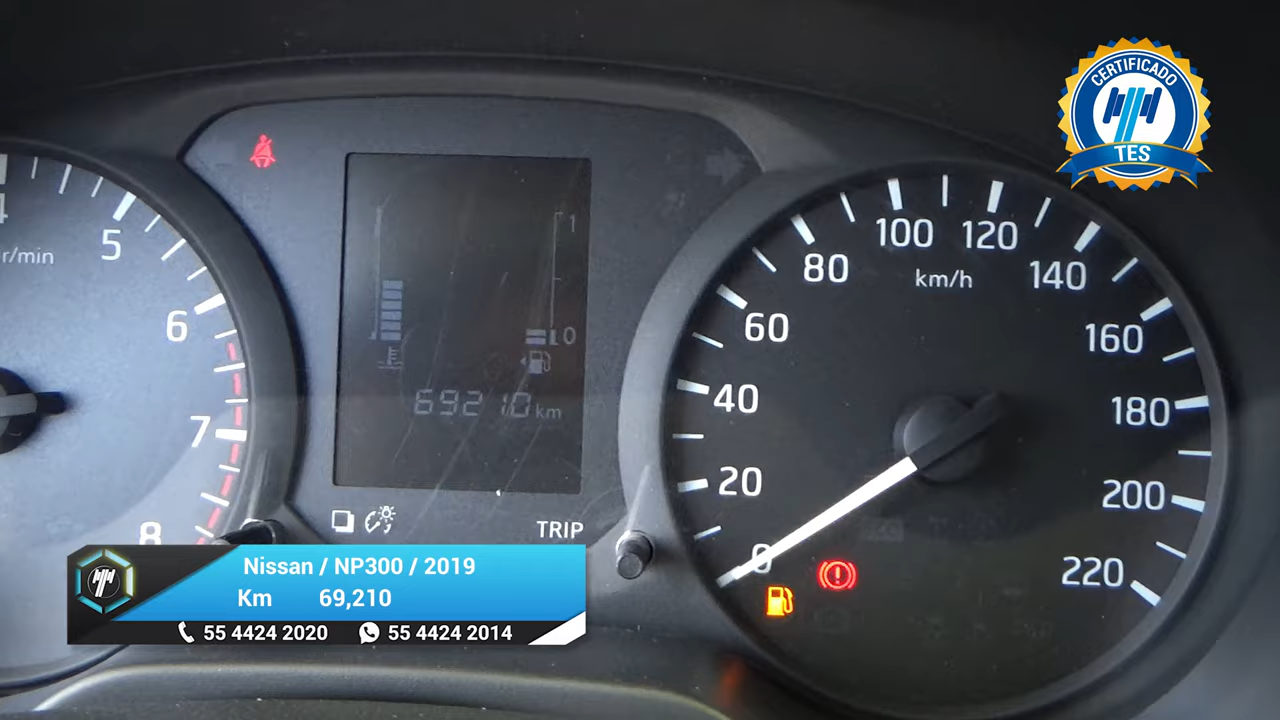 CERTIFICADO
TES
4
r/min
5
6
7
8
1
0
69210 km
TRIP
0
20
40
60
80
100
120
140
160
180
200
220
km/h
Nissan / NP300 / 2019
Km 69,210
55 4424 2020 55 4424 2014